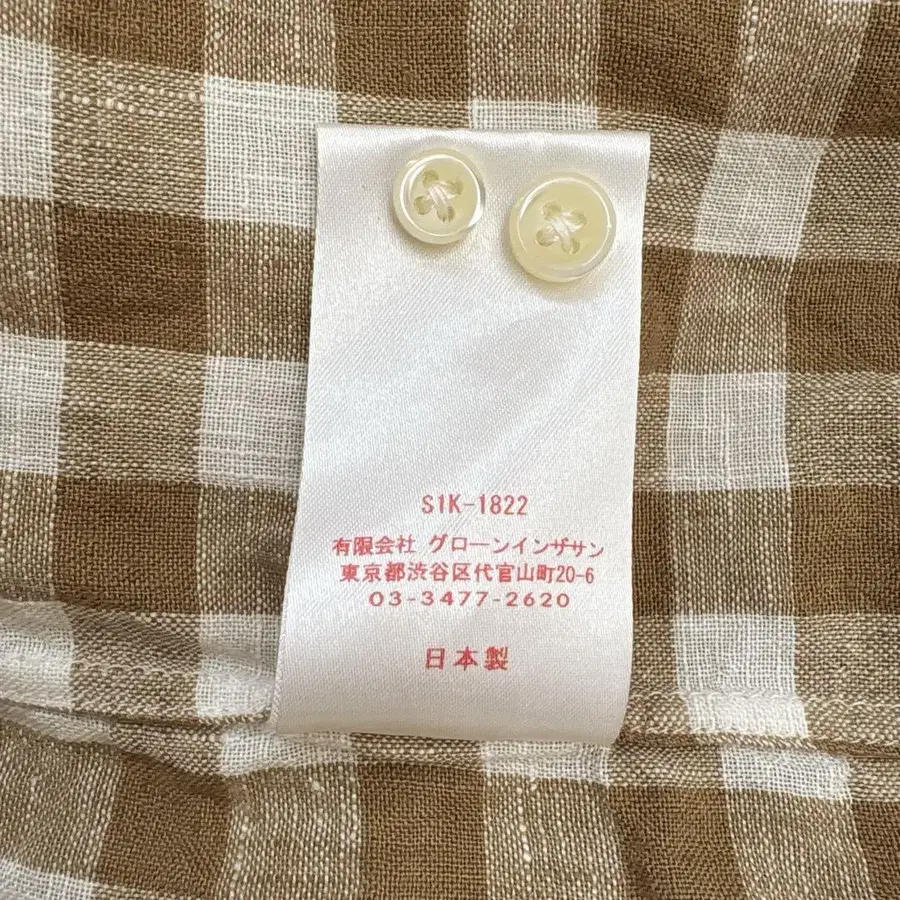 S1K-1822
有限会社 グローンインザサン
東京都渋谷区代官山町20-6
03-3477-2620
日本製